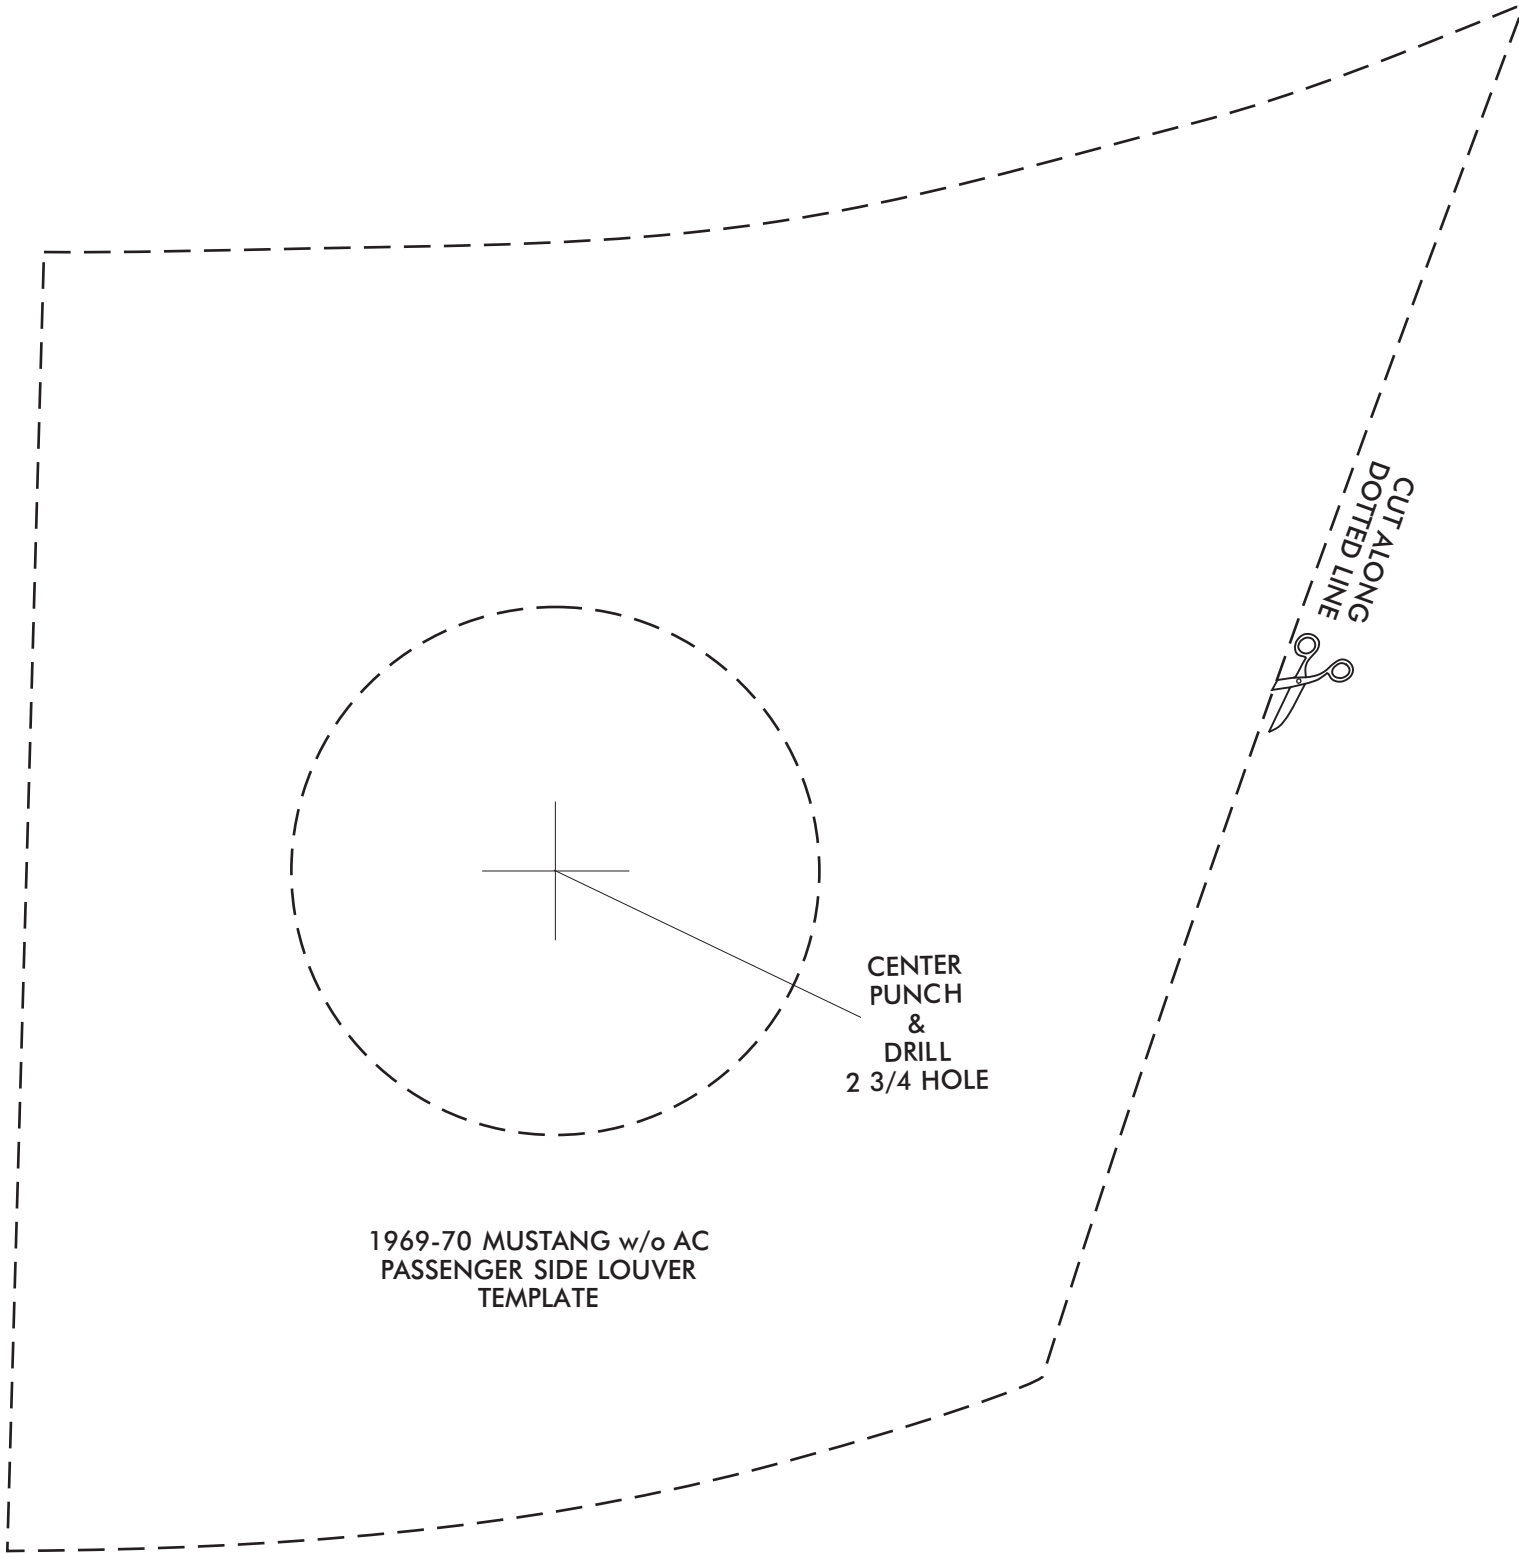 CUT ALONG
DOTTED LINE
CENTER
PUNCH
&
DRILL
2 3/4 HOLE
1969-70 MUSTANG w/o AC
PASSENGER SIDE LOUVER
TEMPLATE